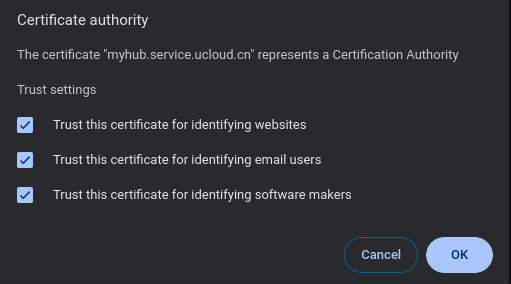 Certificate authority
The certificate "myhub.service.ucloud.cn" represents a Certification Authority
Trust settings
Trust this certificate for identifying websites
Trust this certificate for identifying email users
Trust this certificate for identifying software makers
Cancel OK